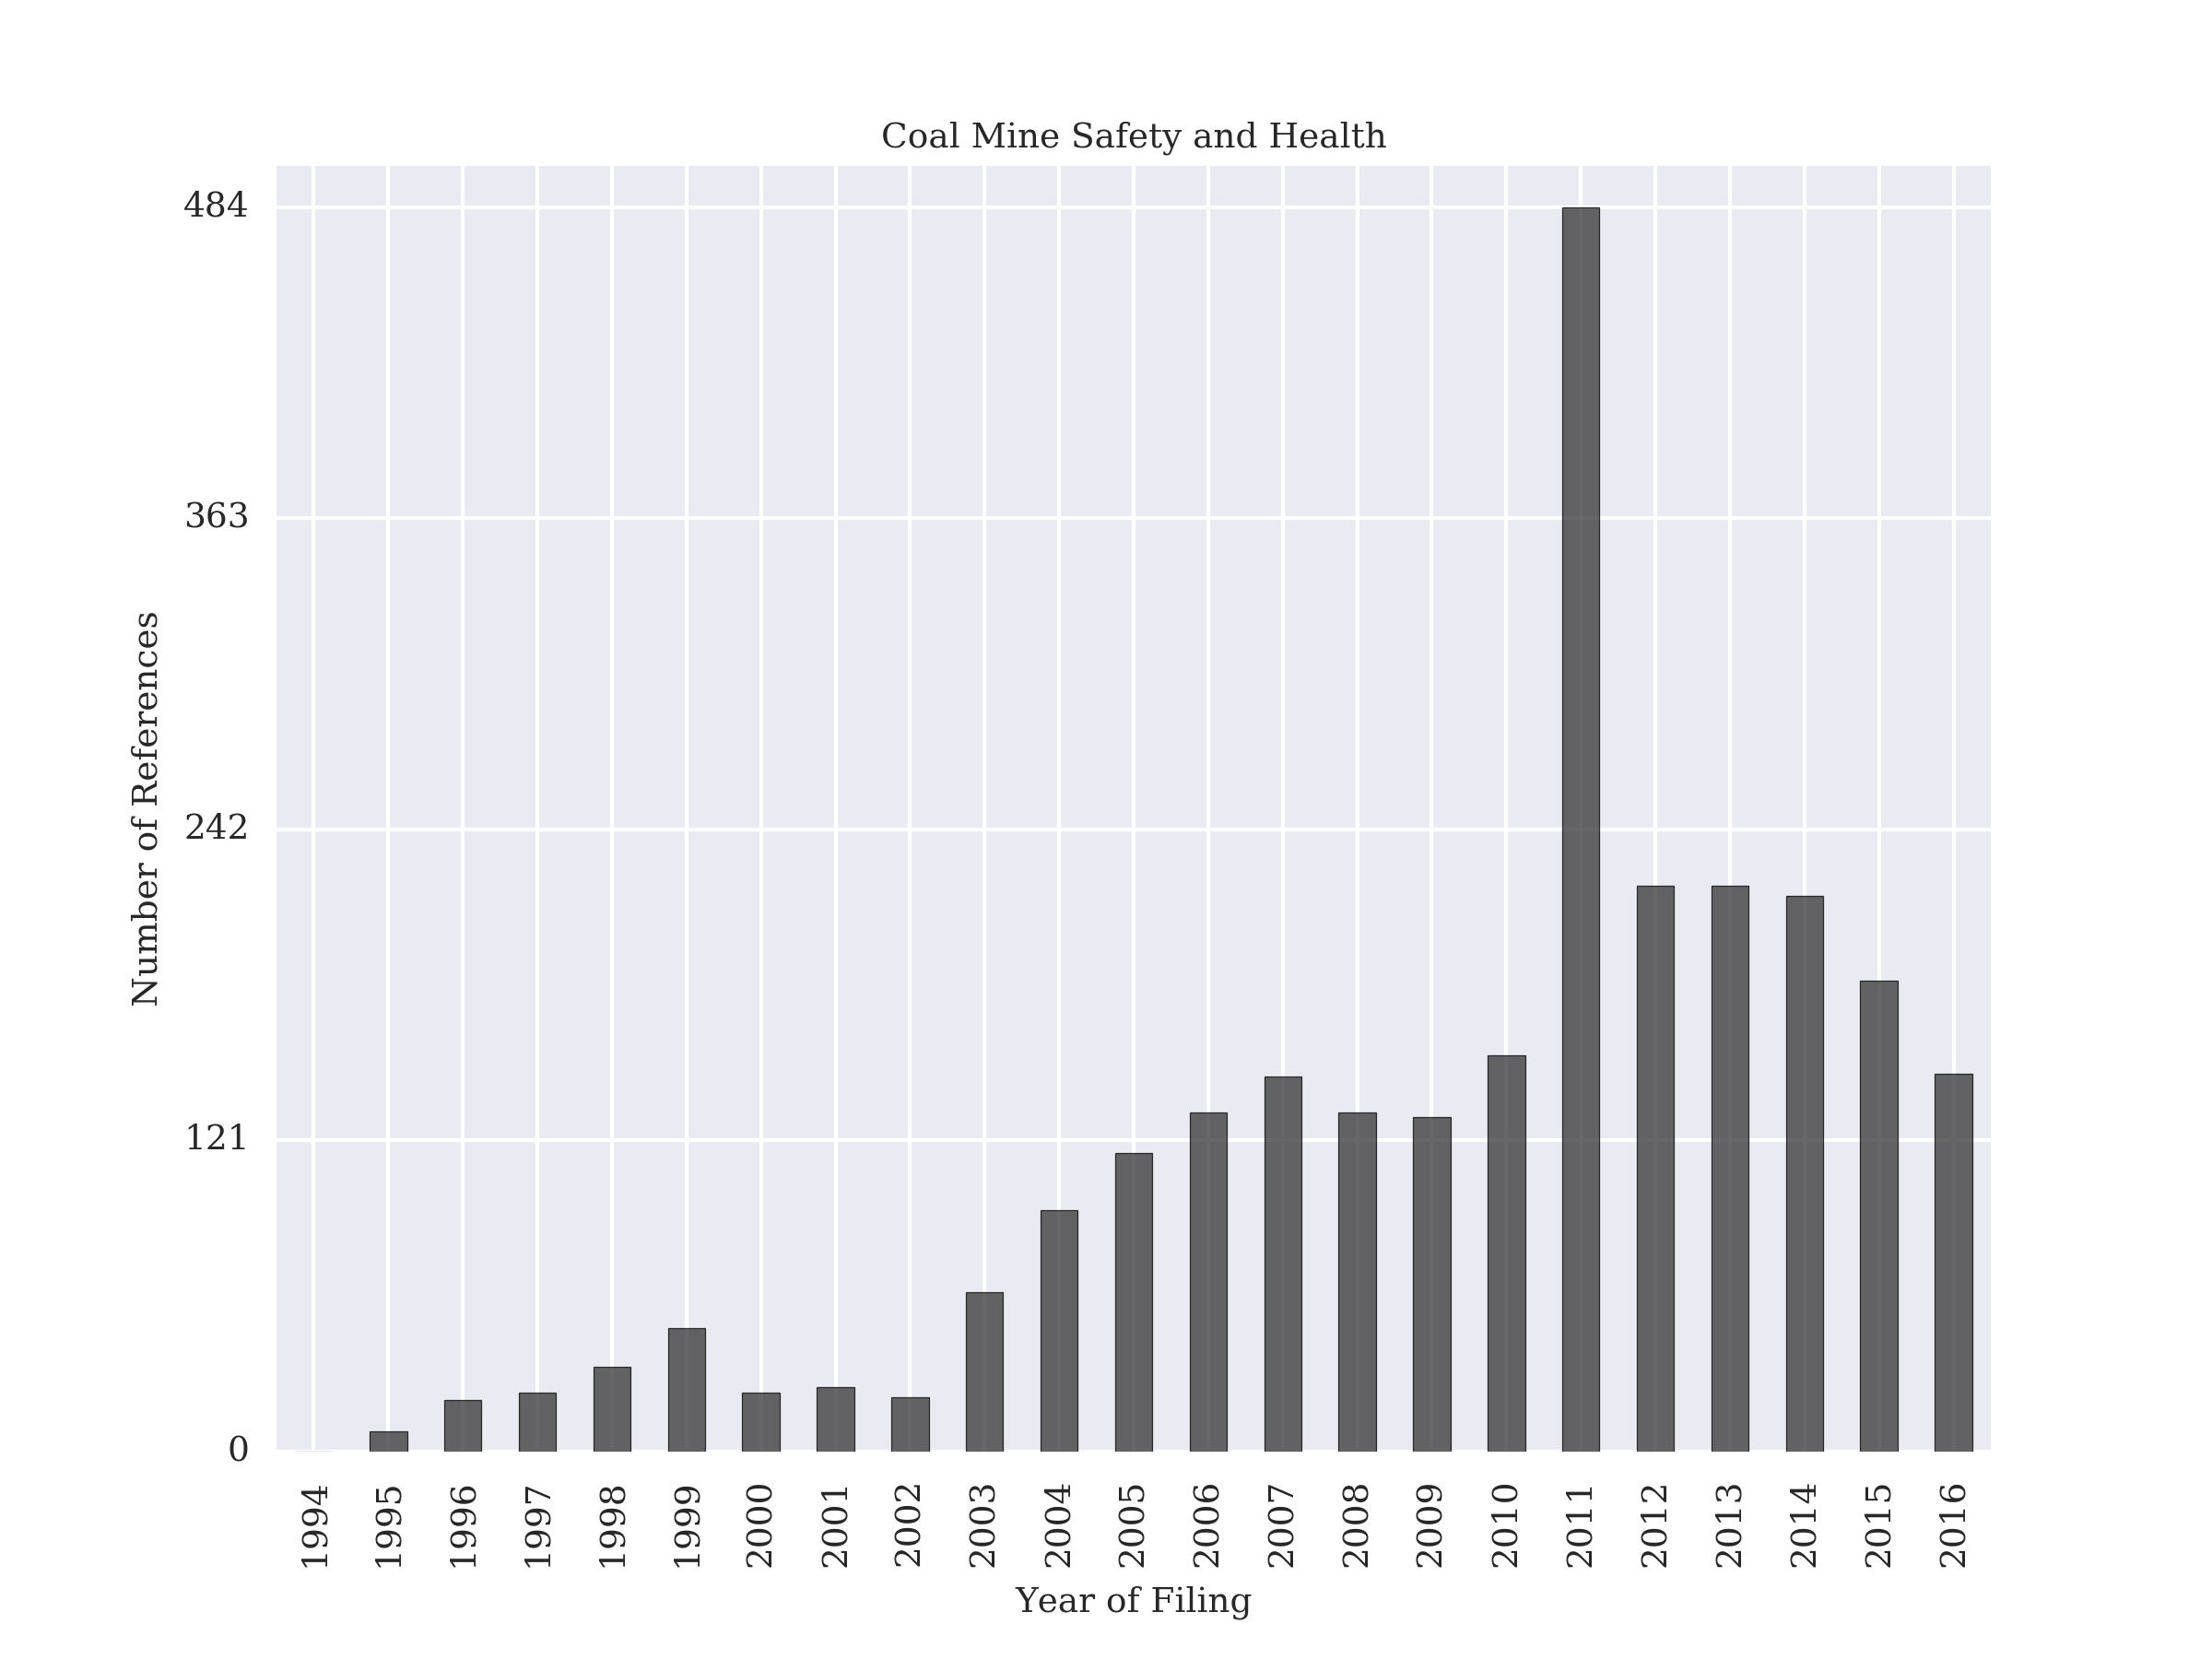 Coal Mine Safety and Health
484
363
242
121
0
Number of References
1994 1995 1996 1997 1998 1999 2000 2001 2002 2003 2004 2005 2006 2007 2008 2009 2010 2011 2012 2013 2014 2015 2016
Year of Filing